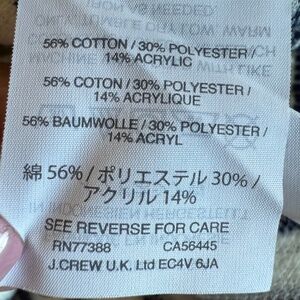 56% COTTON / 30% POLYESTER /
14% ACRYLIC
56% COTON / 30% POLYESTER /
14% ACRYLIQUE
56% BAUMWOLLE / 30% POLYESTER /
14% ACRYL
綿 56% / ポリエステル 30% /
アクリル 14%
SEE REVERSE FOR CARE
RN77388 CA56445
J.CREW U.K. Ltd EC4V 6JA